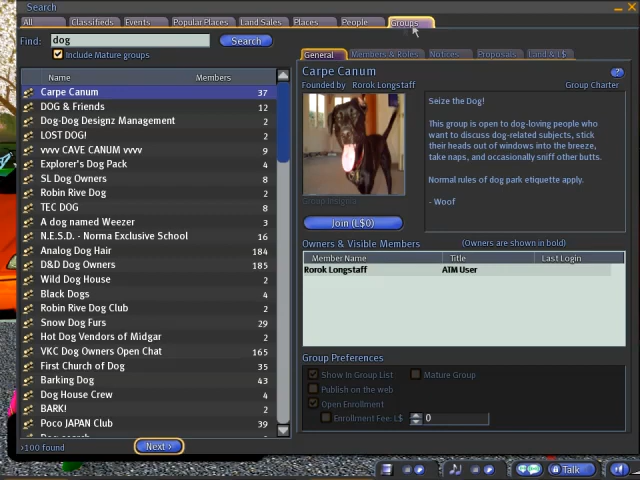 Search
All Classifieds Events Popular Places Land Sales Places People Groups
Find: dog Search
Include Mature groups
Name Members
Carpe Canum 37
DOG & Friends 12
Dog-Dog Designz Management 2
LOST DOG! 2
vvvv CAVE CANUM vvvv 9
Explorer's Dog Pack 4
SL Dog Owners 8
Robin Rive Dog 2
TEC DOG 8
A dog named Weezer 3
N.E.S.D. - Norma Exclusive School 16
Analog Dog Hair 184
D&D Dog Owners 185
Wild Dog House 2
Black Dogs 4
Robin Rive Dog Club 2
Snow Dog Furs 29
Hot Dog Vendors of Midgar 2
VKC Dog Owners Open Chat 165
First Church of Dog 35
Barking Dog 43
Dog House Crew 4
BARK! 2
Poco JAPAN Club 39
>100 found Next >
General Members & Roles Notices Proposals Land & L$
Carpe Canum ?
Founded by Rorok Longstaff Group Charter
Seize the Dog!
This group is open to dog-loving people who
want to discuss dog-related subjects, stick
their heads out of windows into the breeze,
take naps, and occasionally sniff other butts.
Normal rules of dog park etiquette apply.
- Woof
Group Insignia
Join (L$0)
Owners & Visible Members (Owners are shown in bold)
Member Name Title Last Login
Rorok Longstaff ATM User
Group Preferences
Show In Group List Mature Group
Publish on the web
Open Enrollment
Enrollment Fee: L$ 0
Talk